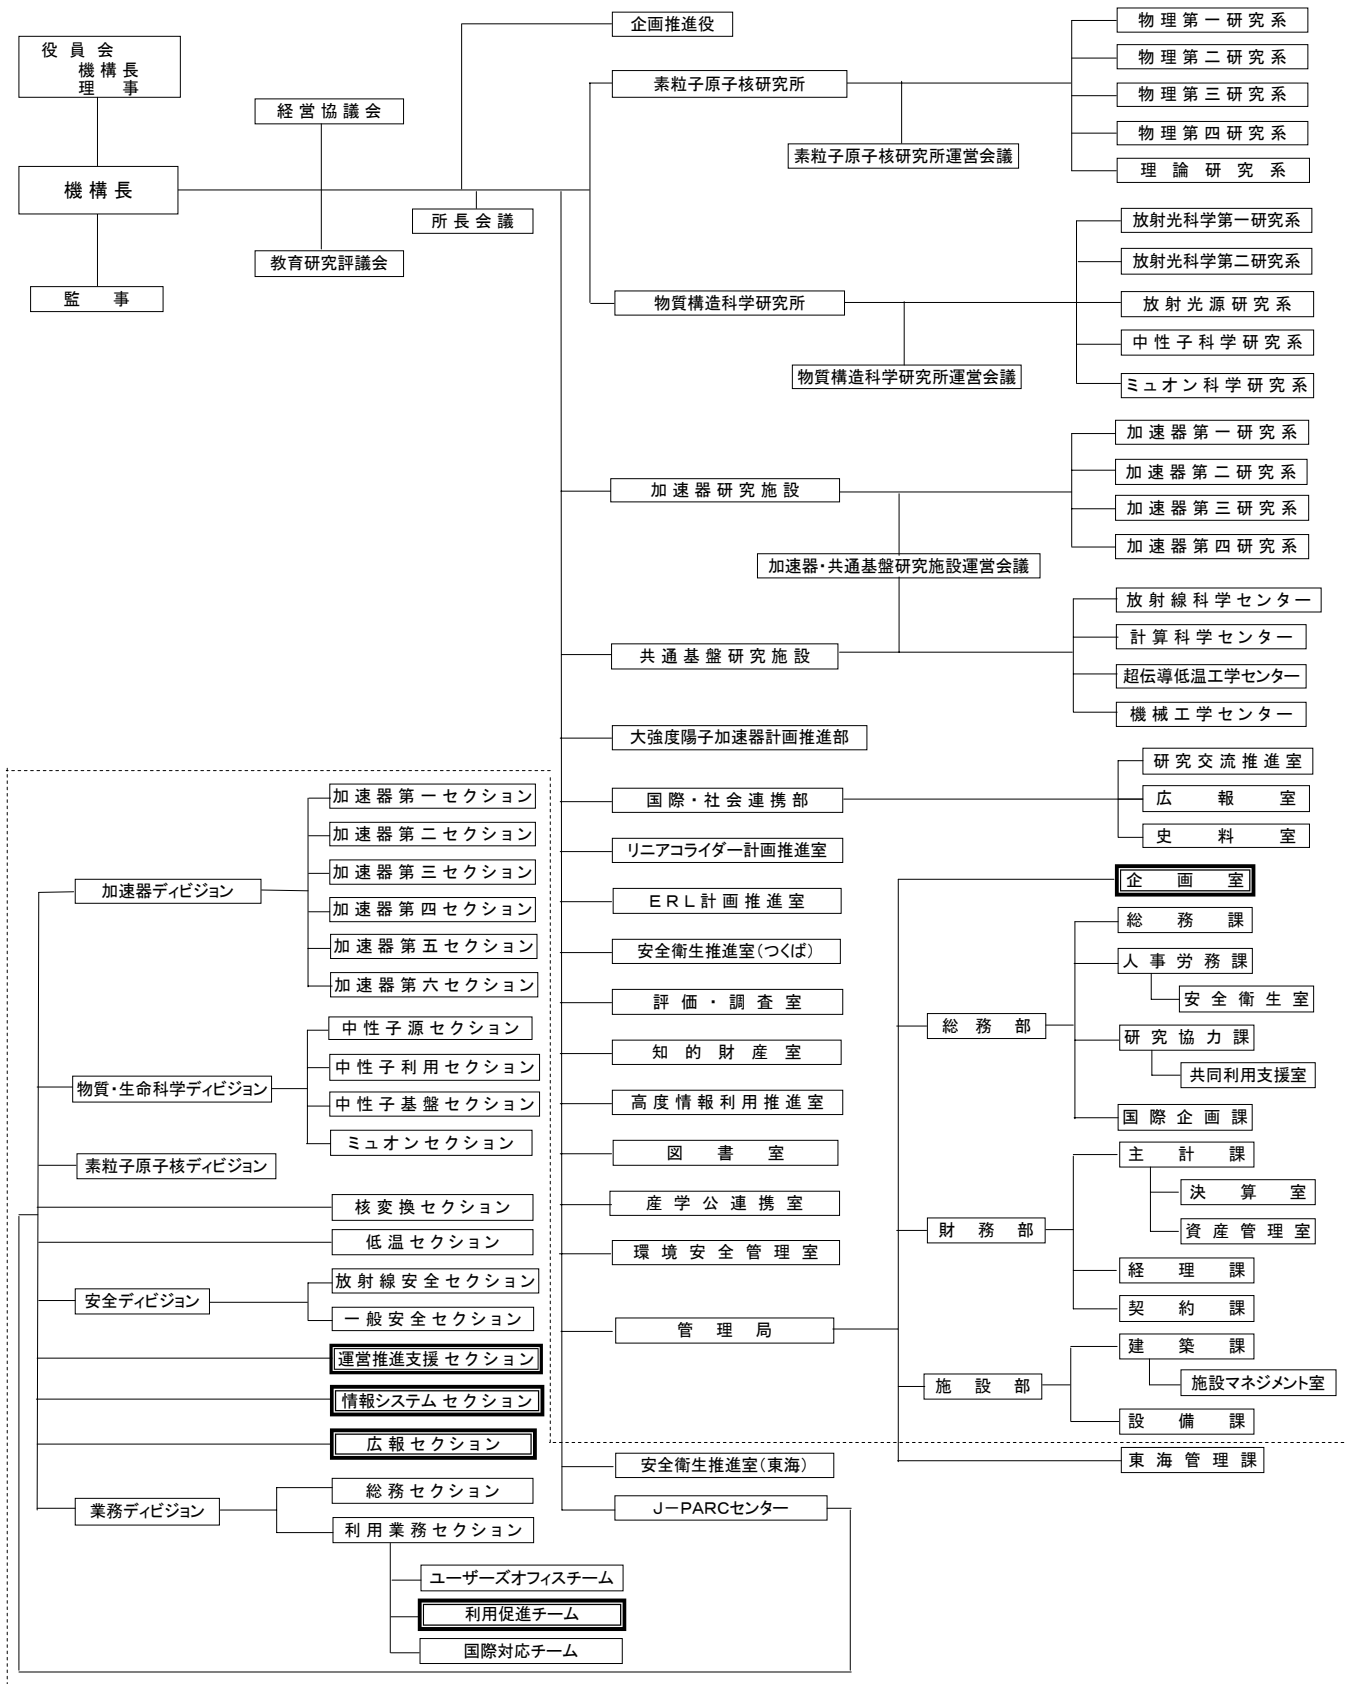 役員会
機構長
理事
機構長
監事
経営協議会
教育研究評議会
所長会議
企画推進役
素粒子原子核研究所
素粒子原子核研究所運営会議
物理第一研究系
物理第二研究系
物理第三研究系
物理第四研究系
理論研究系
物質構造科学研究所
物質構造科学研究所運営会議
放射光科学第一研究系
放射光科学第二研究系
放射光源研究系
中性子科学研究系
ミュオン科学研究系
加速器研究施設
加速器第一研究系
加速器第二研究系
加速器第三研究系
加速器第四研究系
加速器・共通基盤研究施設運営会議
共通基盤研究施設
放射線科学センター
計算科学センター
超伝導低温工学センター
機械工学センター
大強度陽子加速器計画推進部
国際・社会連携部
研究交流推進室
広報室
史料室
リニアコライダー計画推進室
ERL計画推進室
安全衛生推進室(つくば)
評価・調査室
知的財産室
高度情報利用推進室
図書室
産学公連携室
環境安全管理室
管理局
企画室
総務部
総務課
人事労務課
安全衛生室
研究協力課
共同利用支援室
国際企画課
財務部
主計課
決算室
資産管理室
経理課
契約課
施設部
建築課
施設マネジメント室
設備課
東海管理課
安全衛生推進室(東海)
J-PARCセンター
加速器ディビジョン
加速器第一セクション
加速器第二セクション
加速器第三セクション
加速器第四セクション
加速器第五セクション
加速器第六セクション
物質・生命科学ディビジョン
中性子源セクション
中性子利用セクション
中性子基盤セクション
ミュオンセクション
素粒子原子核ディビジョン
核変換セクション
低温セクション
安全ディビジョン
放射線安全セクション
一般安全セクション
運営推進支援セクション
情報システムセクション
広報セクション
業務ディビジョン
総務セクション
利用業務セクション
ユーザーズオフィスチーム
利用促進チーム
国際対応チーム